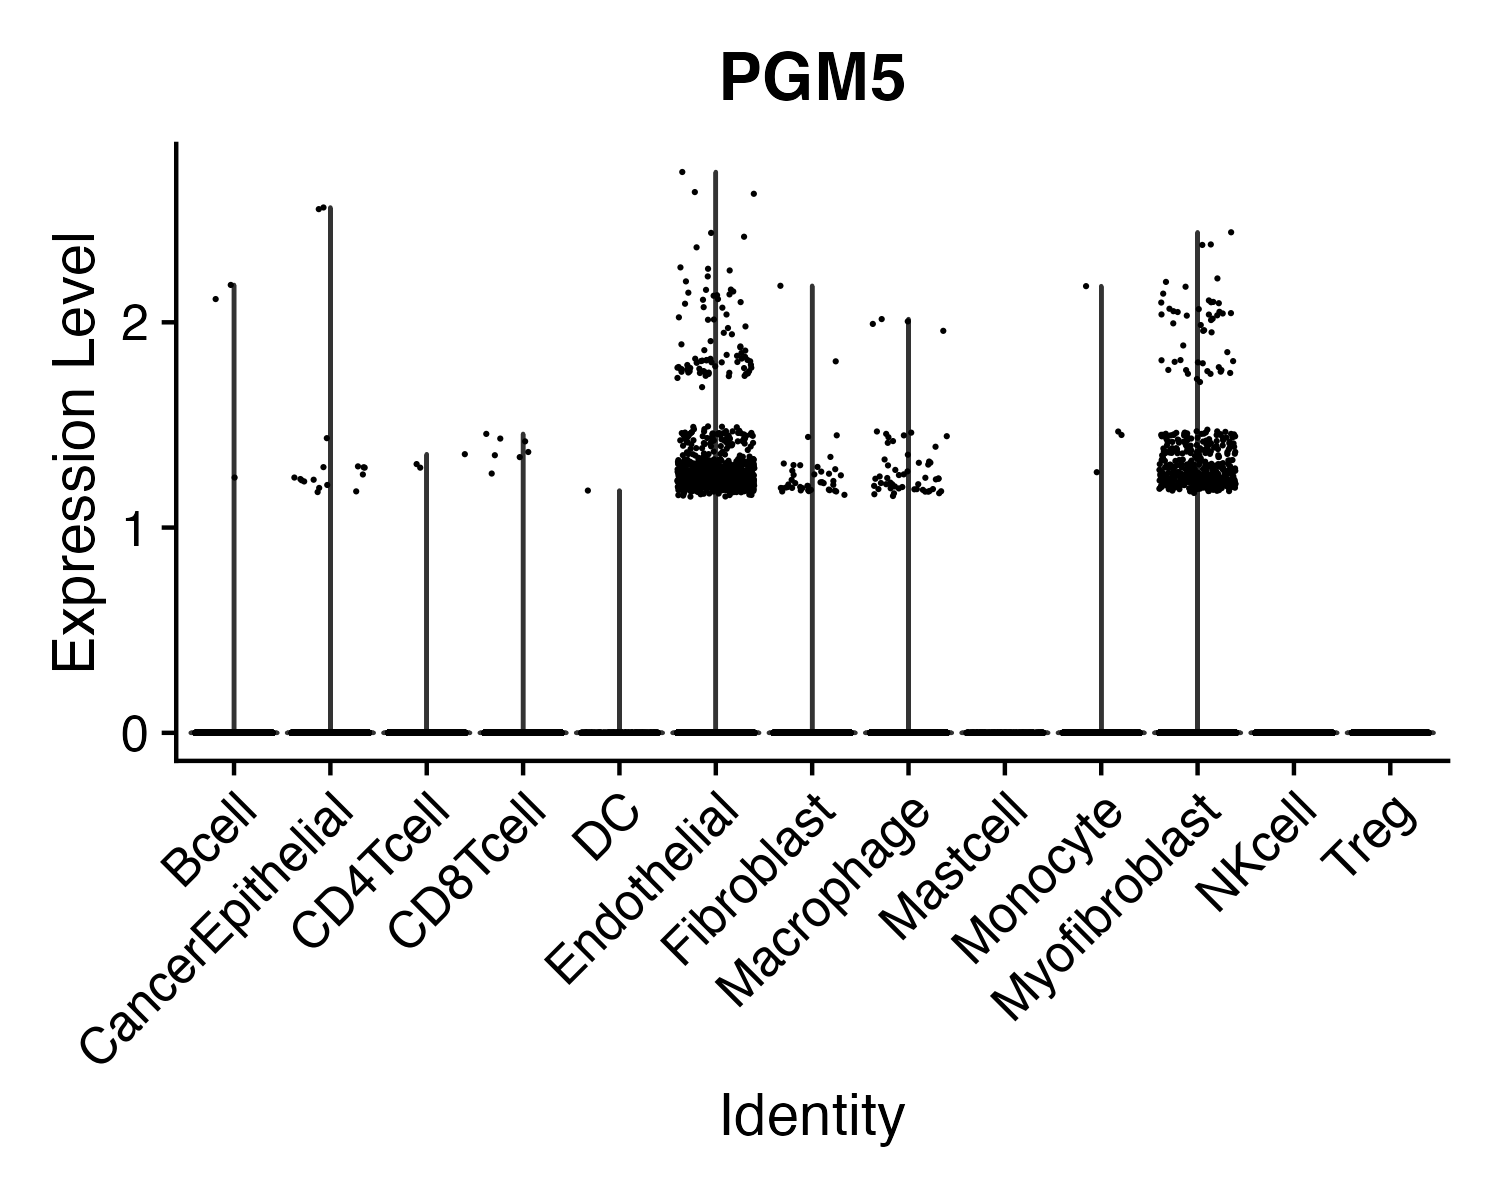 PGM5
Expression Level
2
1
0
Bcell
CancerEpithelial
CD4Tcell
CD8Tcell
DC
Endothelial
Fibroblast
Macrophage
Mastcell
Monocyte
Myofibroblast
NKcell
Treg
Identity